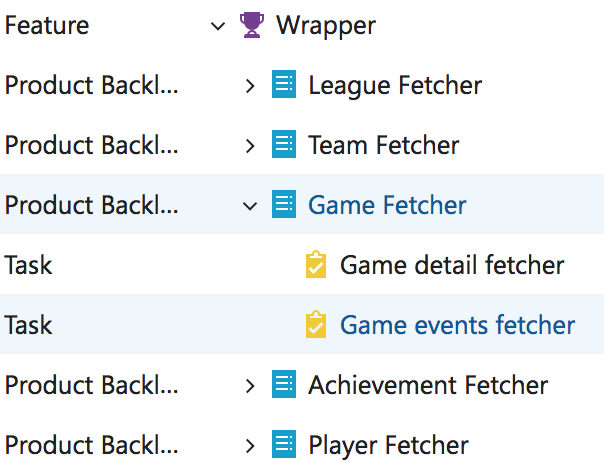 Feature Wrapper
Product Backl... League Fetcher
Product Backl... Team Fetcher
Product Backl... Game Fetcher
Task Game detail fetcher
Task Game events fetcher
Product Backl... Achievement Fetcher
Product Backl... Player Fetcher